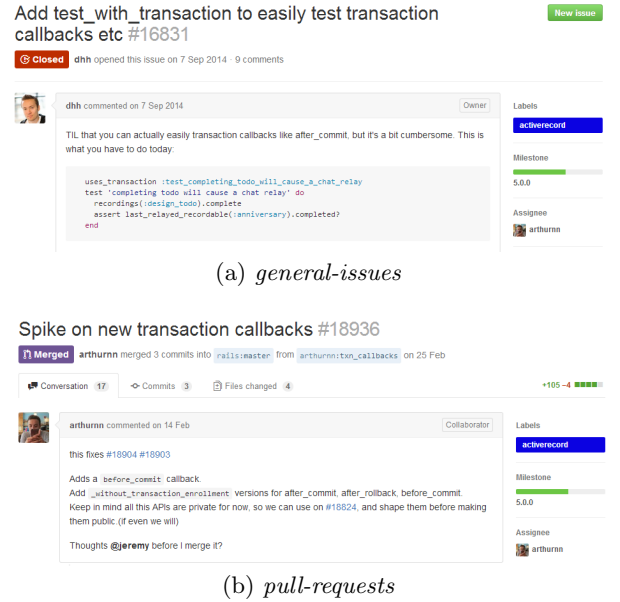 Add test_with_transaction to easily test transaction
callbacks etc #16831
New issue
Closed dhh opened this issue on 7 Sep 2014 · 9 comments
dhh commented on 7 Sep 2014 Owner
TIL that you can actually easily transaction callbacks like after_commit, but it's a bit cumbersome. This is
what you have to do today:
uses_transaction :test_completing_todo_will_cause_a_chat_relay
test 'completing todo will cause a chat relay' do
recordings(:design_todo).complete
assert last_relayed_recordable(:anniversary).completed?
end
Labels
activerecord
Milestone
5.0.0
Assignee
arthurnn
(a) general-issues
Spike on new transaction callbacks #18936
Merged arthurnn merged 3 commits into rails:master from arthurnn:txn_callbacks on 25 Feb
Conversation 17 Commits 3 Files changed 4 +105 −4
arthurnn commented on 14 Feb Collaborator
this fixes #18904 #18903
Adds a before_commit callback.
Add _without_transaction_enrollment versions for after_commit, after_rollback, before_commit.
Keep in mind all this APIs are private for now, so we can use on #18824, and shape them before making
them public.(if even we will)
Thoughts @jeremy before I merge it?
Labels
activerecord
Milestone
5.0.0
Assignee
arthurnn
(b) pull-requests